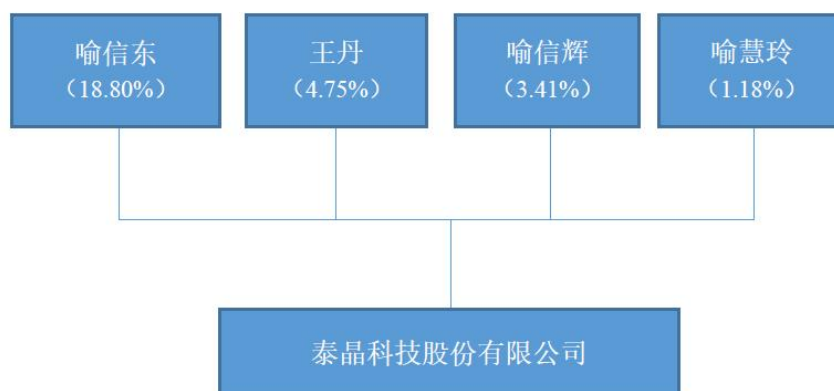 喻信东
（18.80%）
王丹
（4.75%）
喻信辉
（3.41%）
喻慧玲
（1.18%）
泰晶科技股份有限公司